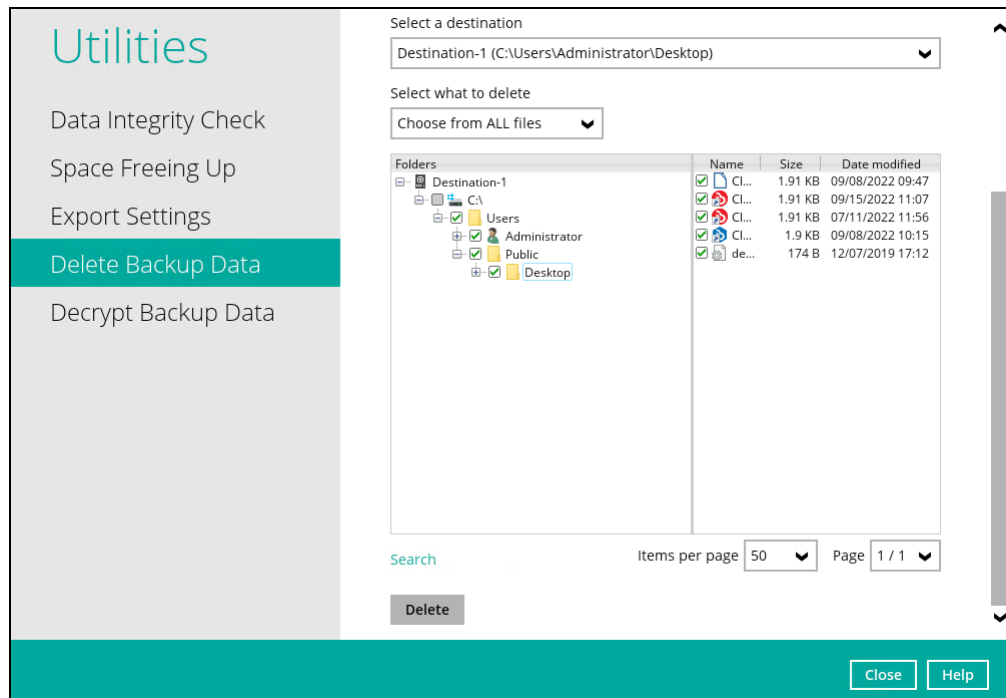 Utilities
Data Integrity Check
Space Freeing Up
Export Settings
Delete Backup Data
Decrypt Backup Data
Select a destination
Destination-1 (C:\Users\Administrator\Desktop)
Select what to delete
Choose from ALL files
Folders
Destination-1
C:\
Users
Administrator
Public
Desktop
Name Size Date modified
Cl... 1.91 KB 09/08/2022 09:47
Cl... 1.91 KB 09/15/2022 11:07
Cl... 1.91 KB 07/11/2022 11:56
Cl... 1.9 KB 09/08/2022 10:15
de... 174 B 12/07/2019 17:12
Search Items per page 50 Page 1 / 1
Delete
Close Help